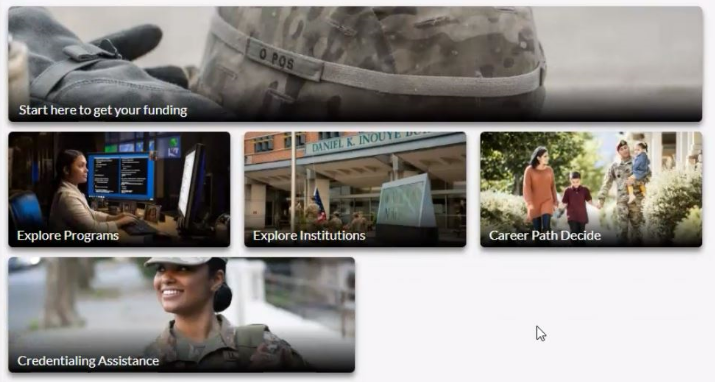 O POS
Start here to get your funding
DANIEL K. INOUYE
Explore Programs
Explore Institutions
Career Path Decide
Credentialing Assistance